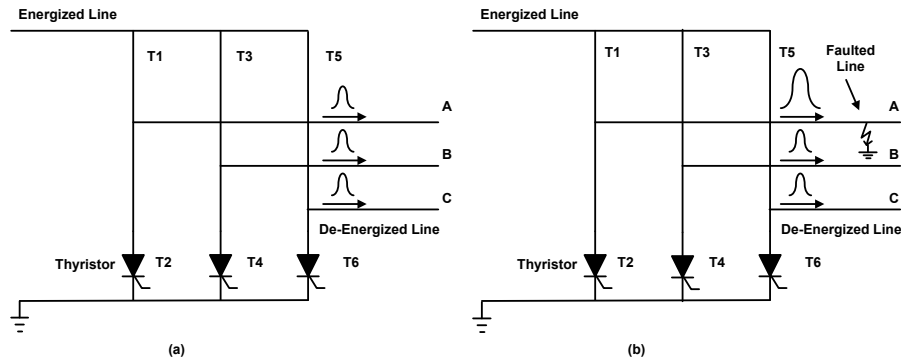 Energized Line
T1
T3
T5
A
B
C
De-Energized Line
Thyristor
T2
T4
T6
(a)
Energized Line
T1
T3
T5
Faulted
Line
A
B
C
De-Energized Line
Thyristor
T2
T4
T6
(b)